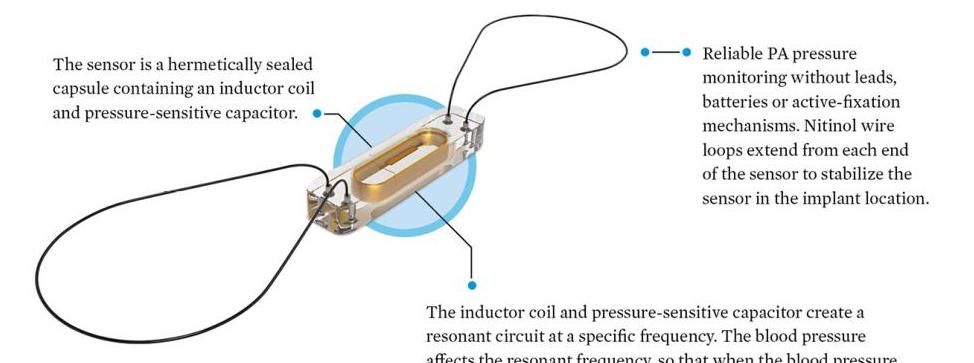 The sensor is a hermetically sealed
capsule containing an inductor coil
and pressure-sensitive capacitor.
Reliable PA pressure
monitoring without leads,
batteries or active-fixation
mechanisms. Nitinol wire
loops extend from each end
of the sensor to stabilize the
sensor in the implant location.
The inductor coil and pressure-sensitive capacitor create a
resonant circuit at a specific frequency. The blood pressure
affects the resonant frequency, so that when the blood pressure